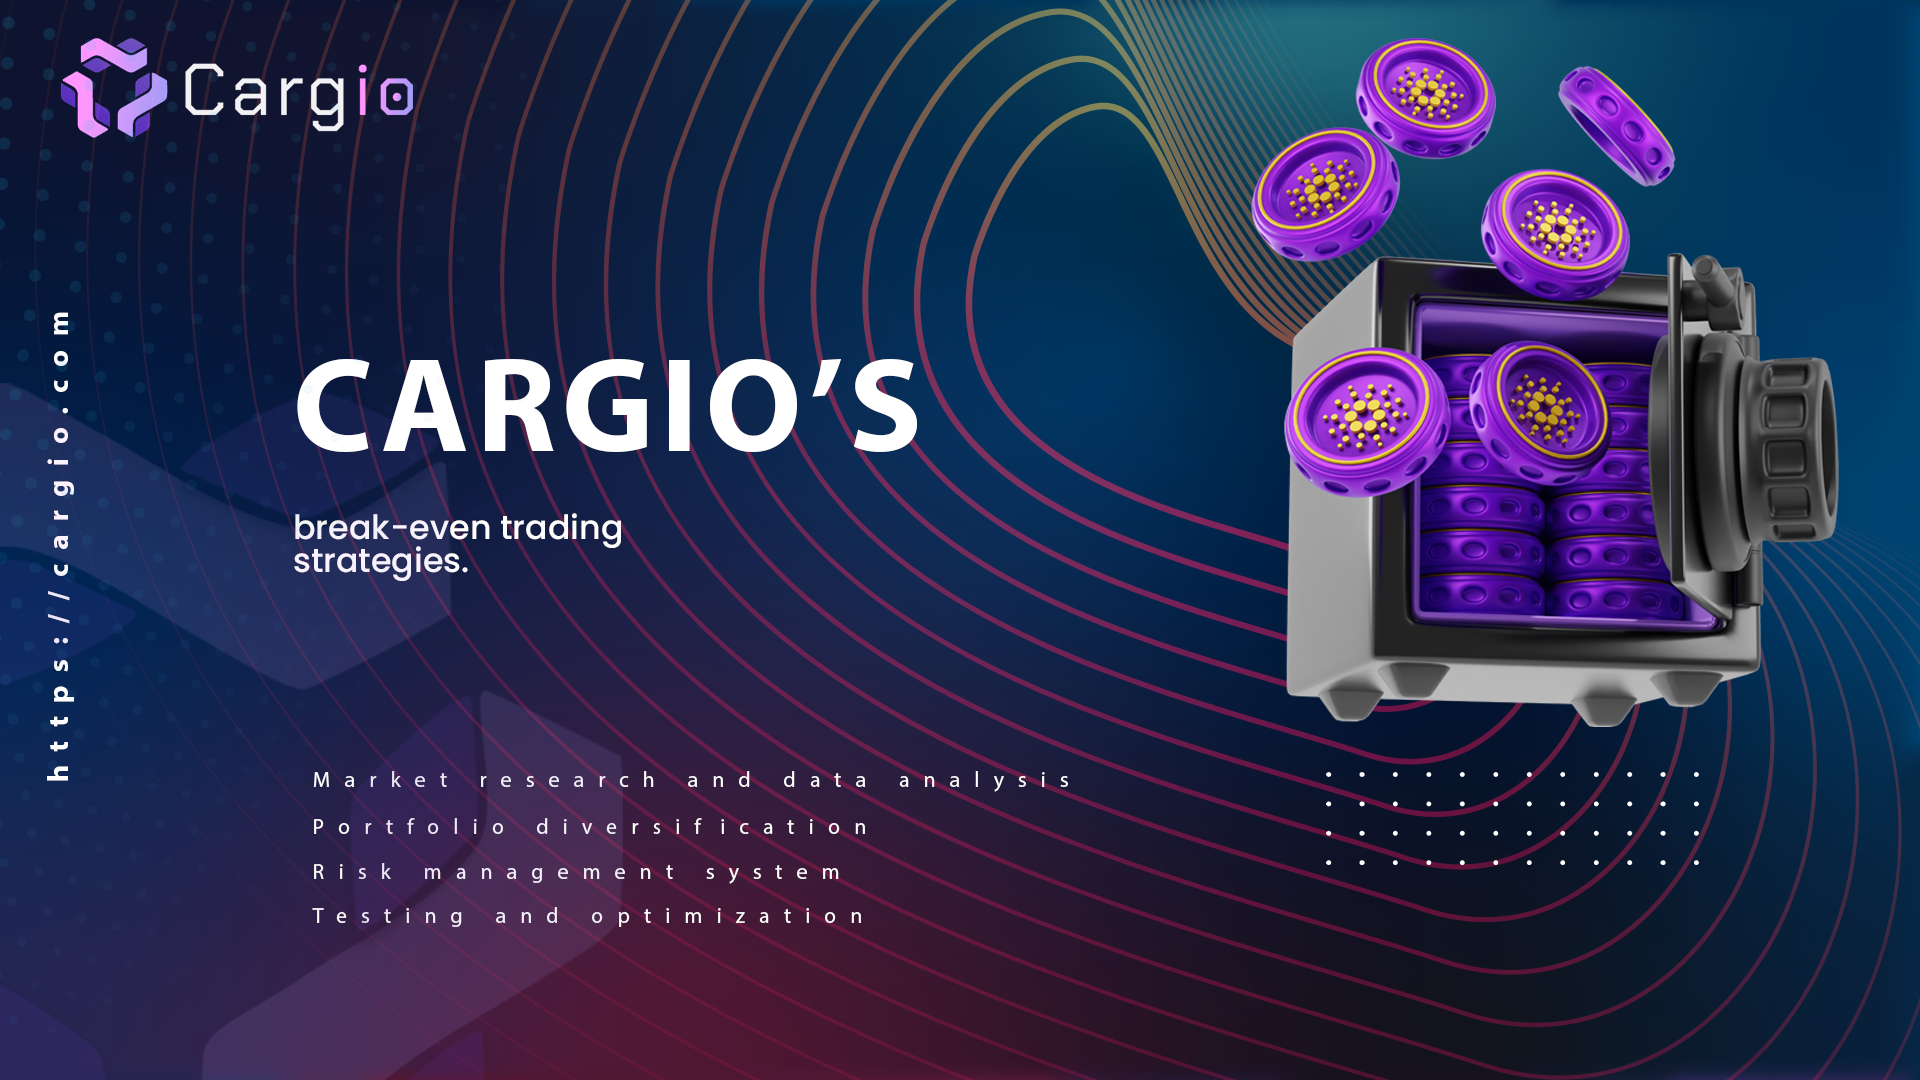 Cargio
https://cargio.com
CARGIO’S
break-even trading
strategies.
Market research and data analysis
Portfolio diversification
Risk management system
Testing and optimization